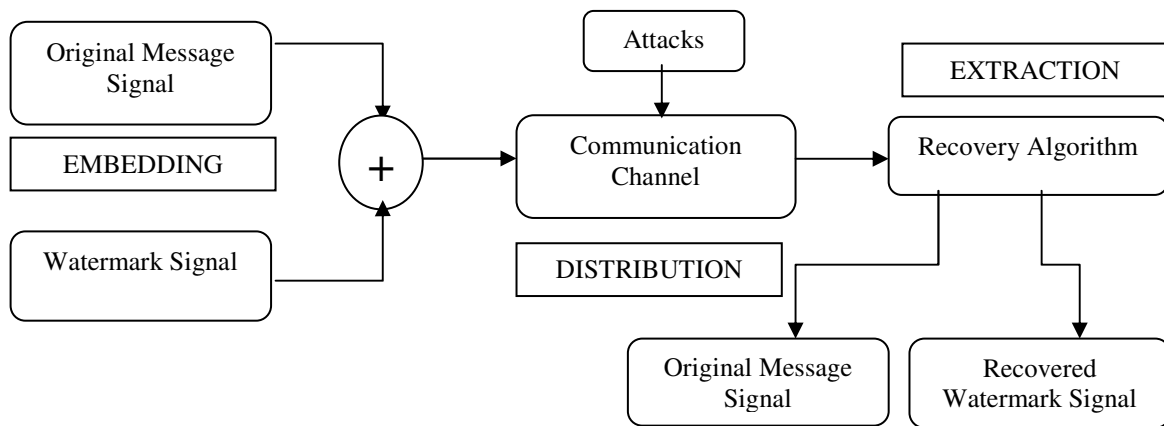 Original Message
Signal
EMBEDDING
Watermark Signal
+
Attacks
Communication
Channel
DISTRIBUTION
EXTRACTION
Recovery Algorithm
Original Message
Signal
Recovered
Watermark Signal